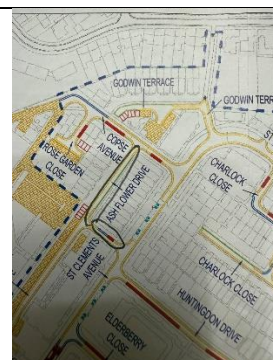 GODWIN TERRACE
GODWIN TERR
COPSE
AVENUE
ROSE GARDEN
CLOSE
ASH FLOWER DRIVE
CHARLOCK
CLOSE
ST
ST CLEMENTS
AVENUE
CHARLOCK CLOSE
HUNTINGDON DRIVE
ELDERBERRY
CLOSE